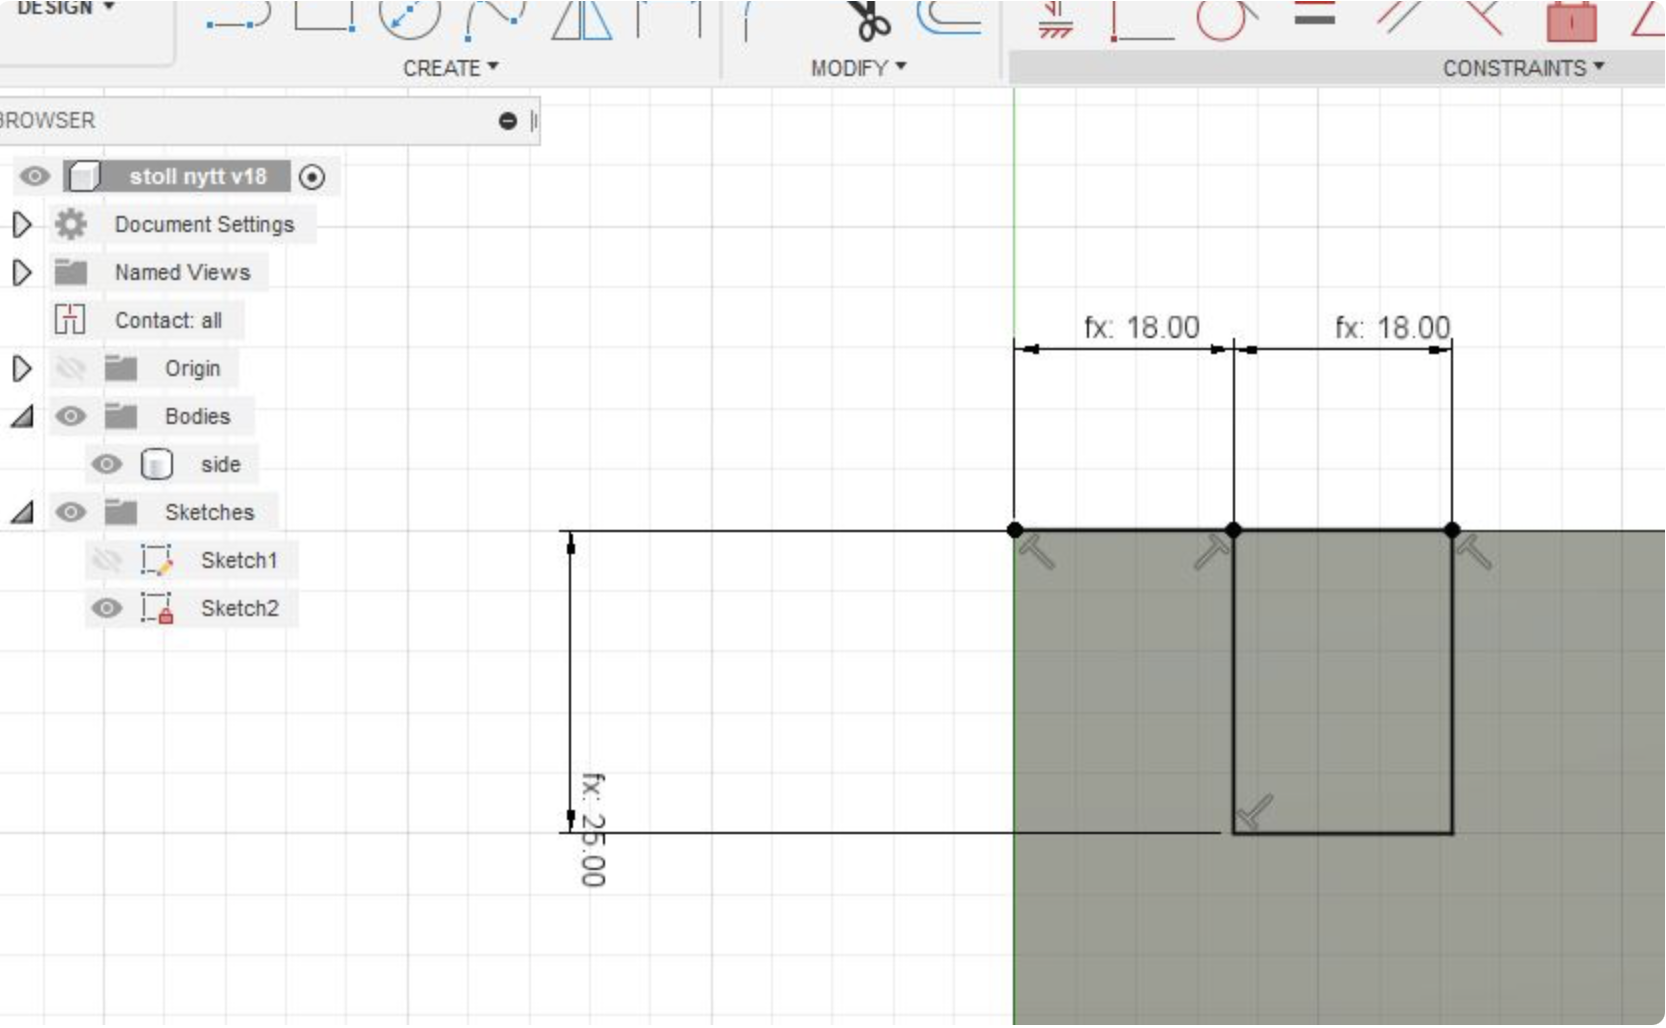 DESIGN
CREATE
MODIFY
CONSTRAINTS
BROWSER
stoll nytt v18
Document Settings
Named Views
Contact: all
Origin
Bodies
side
Sketches
Sketch1
Sketch2
fx: 18.00
fx: 18.00
fx: 25.00